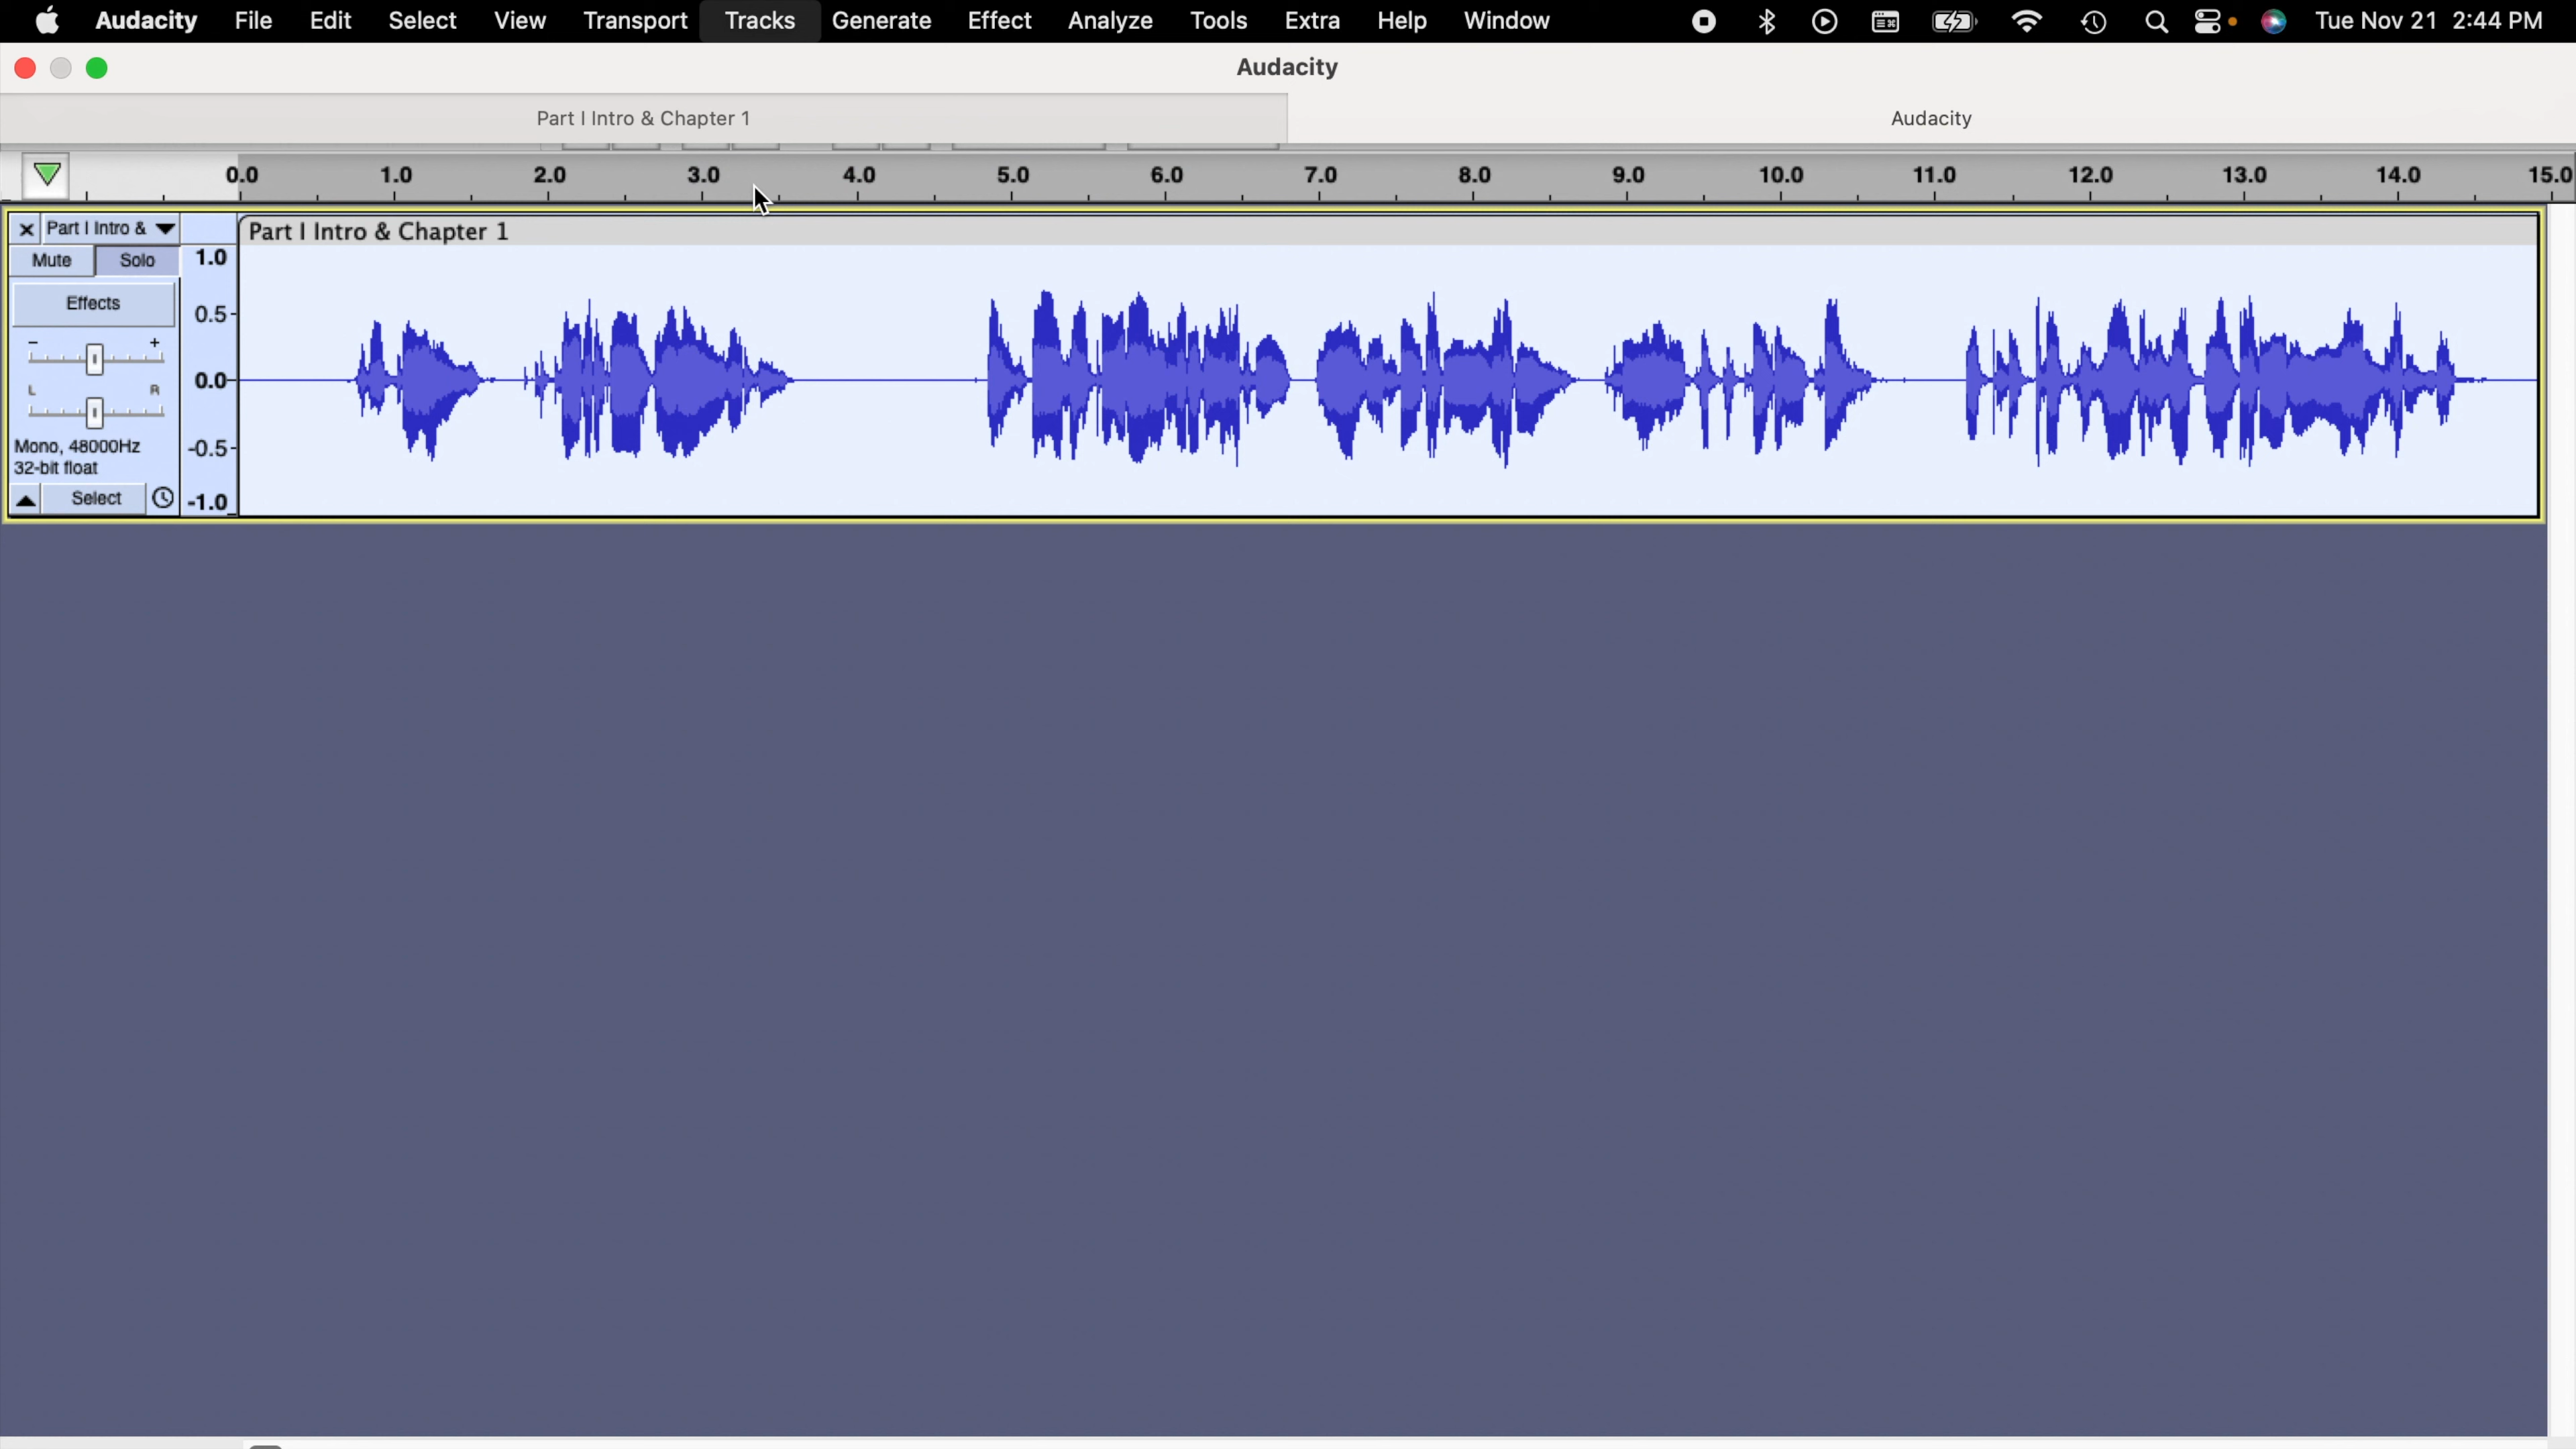 Audacity File Edit Select View Transport Tracks Generate Effect Analyze Tools Extra Help Window Tue Nov 21 2:44 PM
Audacity
Part I Intro & Chapter 1 Audacity
0.0 1.0 2.0 3.0 4.0 5.0 6.0 7.0 8.0 9.0 10.0 11.0 12.0 13.0 14.0 15.0
Part I Intro & Part I Intro & Chapter 1
Mute Solo 1.0
Effects
0.5
- +
0.0
L R
Mono, 48000Hz -0.5
32-bit float
Select -1.0